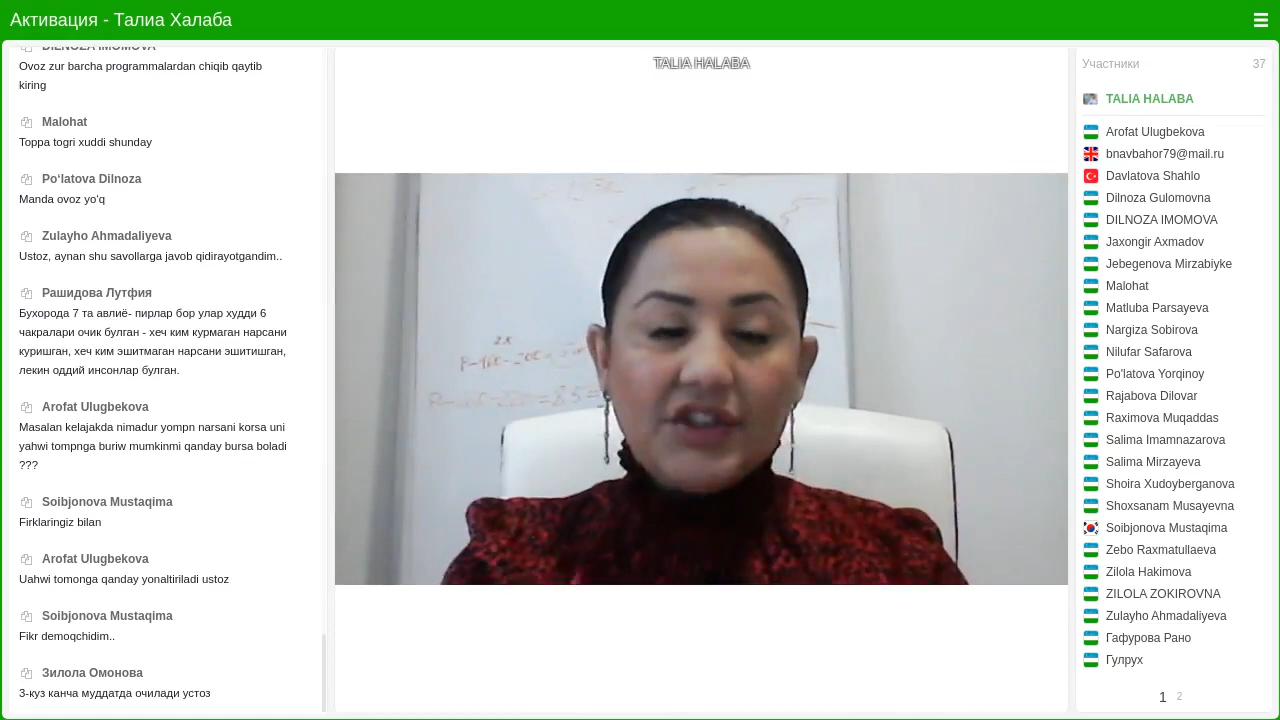 Активация - Талиа Халаба
DILNOZA IMOMOVA
Ovoz zur barcha programmalardan chiqib qaytib
kiring
Malohat
Toppa togri xuddi shunday
Po‘latova Dilnoza
Manda ovoz yo'q
Zulayho Ahmadaliyeva
Ustoz, aynan shu savollarga javob qidirayotgandim..
Рашидова Лутфия
Бухорода 7 та авлиё- пирлар бор улар худди 6
чакралари очик булган - хеч ким курмаган нарсани
куришган, хеч ким эшитмаган нарсани эшитишган,
лекин оддий инсонлар булган.
Arofat Ulugbekova
Masalan kelajakda nimadur yompn narsani korsa uni
yahwi tompnga buriw mumkinmi qanday bursa boladi
???
Soibjonova Mustaqima
Firklaringiz bilan
Arofat Ulugbekova
Uahwi tomonga qanday yonaltiriladi ustoz
Soibjonova Mustaqima
Fikr demoqchidim..
Зилола Омонова
3-куз канча муддатда очилади устоз
TALIA HALABA
Участники 37
TALIA HALABA
Arofat Ulugbekova
bnavbahor79@mail.ru
Davlatova Shahlo
Dilnoza Gulomovna
DILNOZA IMOMOVA
Jaxongir Axmadov
Jebegenova Mirzabiyke
Malohat
Matluba Parsayeva
Nargiza Sobirova
Nilufar Safarova
Po'latova Yorqinoy
Rajabova Dilovar
Raximova Muqaddas
Salima Imamnazarova
Salima Mirzayeva
Shoira Xudoyberganova
Shoxsanam Musayevna
Soibjonova Mustaqima
Zebo Raxmatullaeva
Zilola Hakimova
ZILOLA ZOKIROVNA
Zulayho Ahmadaliyeva
Гафурова Рано
Гулрух
1 2